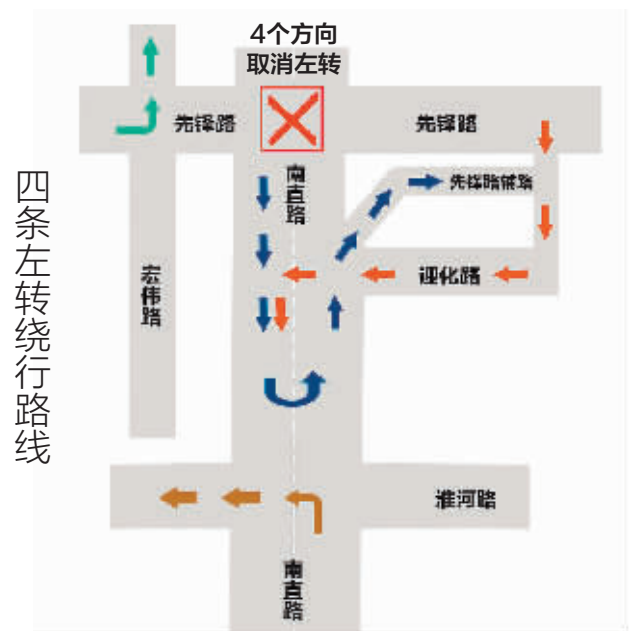 4个方向
取消左转
先锋路
先锋路
南直路
先锋路辅路
迎化路
宏伟路
四条左转绕行路线
淮河路
南直路